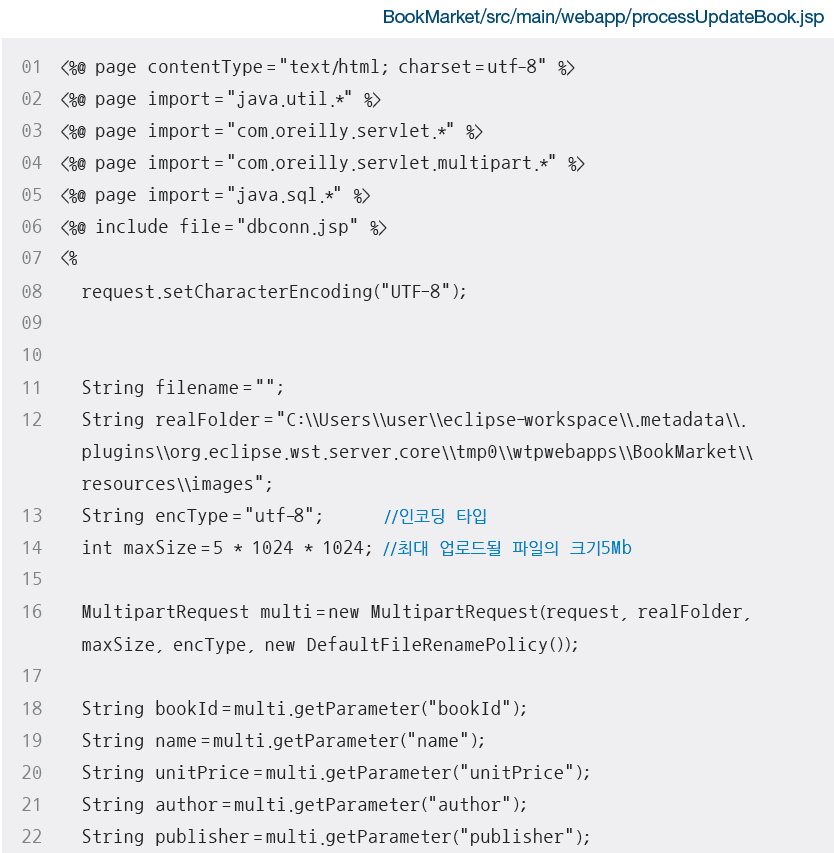 BookMarket/src/main/webapp/processUpdateBook.jsp
01 <%@ page contentType="text/html; charset=utf-8" %>
02 <%@ page import="java.util.*" %>
03 <%@ page import="com.oreilly.servlet.*" %>
04 <%@ page import="com.oreilly.servlet.multipart.*" %>
05 <%@ page import="java.sql.*" %>
06 <%@ include file="dbconn.jsp" %>
07 <%
08 request.setCharacterEncoding("UTF-8");
09
10
11 String filename="";
12 String realFolder="C:\\Users\\user\\eclipse-workspace\\.metadata\\.
plugins\\org.eclipse.wst.server.core\\tmp0\\wtpwebapps\\BookMarket\\
resources\\images";
13 String encType="utf-8"; //인코딩 타입
14 int maxSize=5 * 1024 * 1024; //최대 업로드될 파일의 크기5Mb
15
16 MultipartRequest multi=new MultipartRequest(request, realFolder,
maxSize, encType, new DefaultFileRenamePolicy());
17
18 String bookId=multi.getParameter("bookId");
19 String name=multi.getParameter("name");
20 String unitPrice=multi.getParameter("unitPrice");
21 String author=multi.getParameter("author");
22 String publisher=multi.getParameter("publisher");